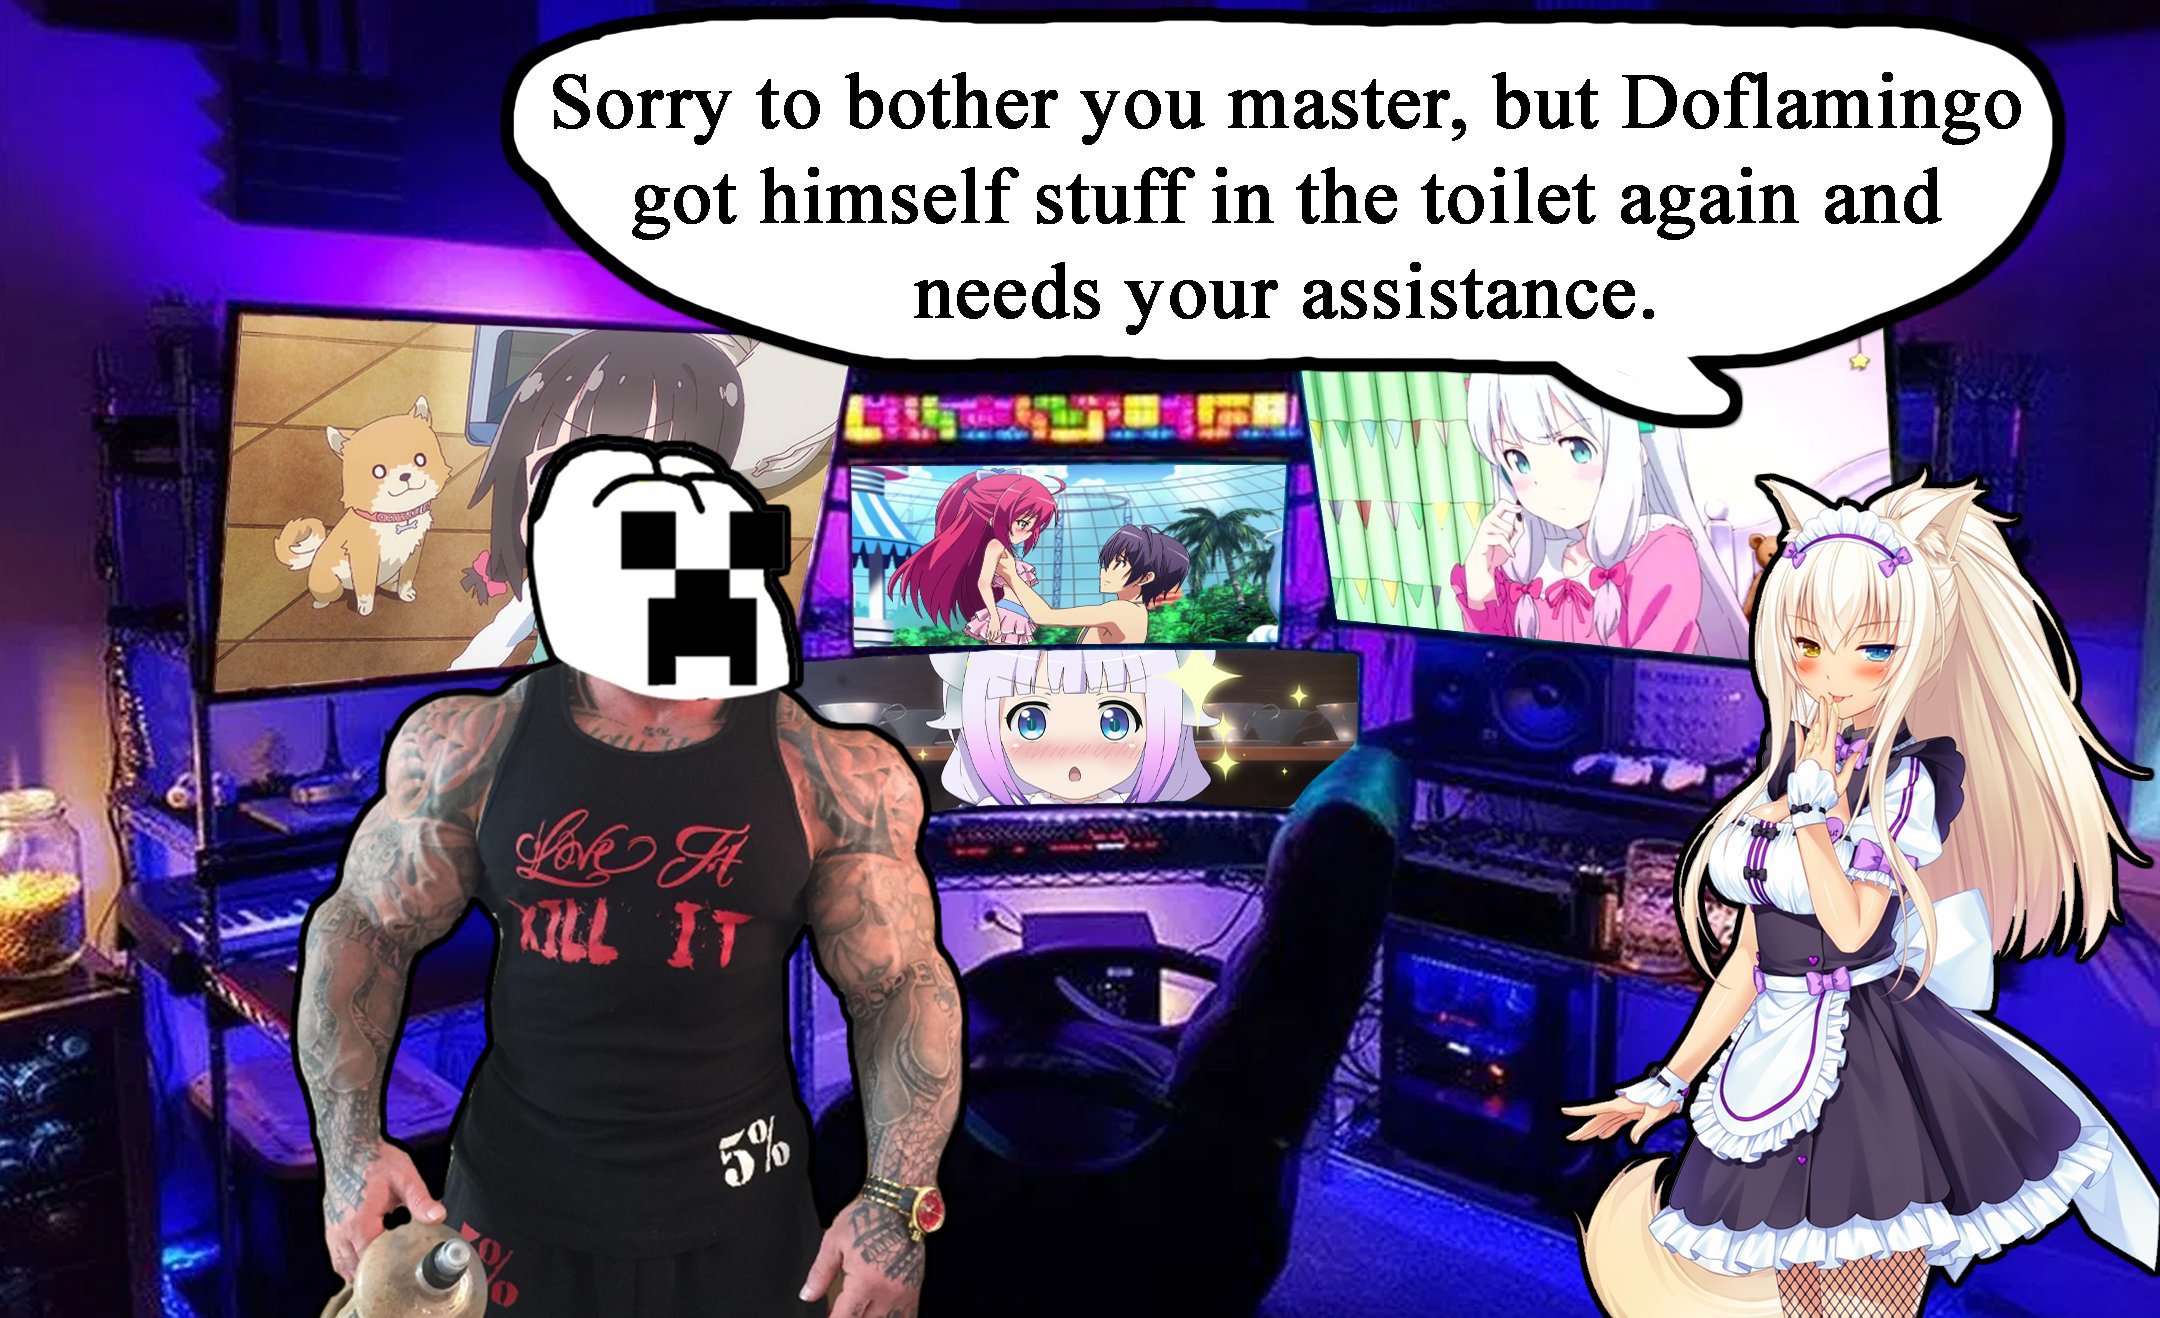 Sorry to bother you master, but Doflamingo
got himself stuff in the toilet again and
needs your assistance.
Love It
KILL IT
5%
%